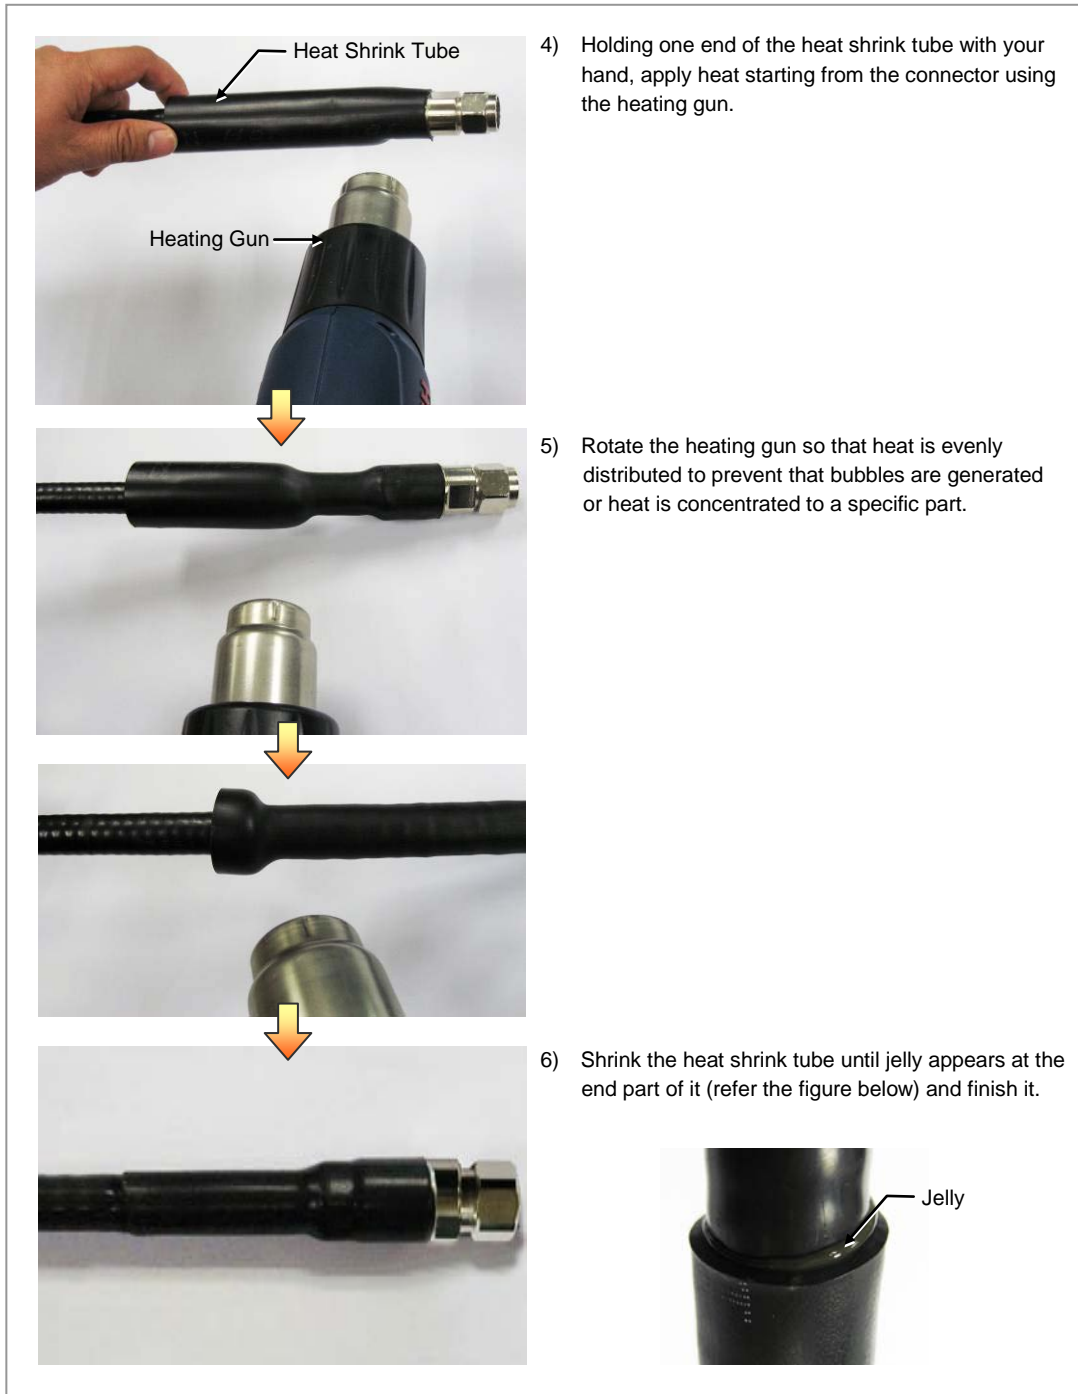 Heat Shrink Tube
Heating Gun
4) Holding one end of the heat shrink tube with your
hand, apply heat starting from the connector using
the heating gun.
5) Rotate the heating gun so that heat is evenly
distributed to prevent that bubbles are generated
or heat is concentrated to a specific part.
6) Shrink the heat shrink tube until jelly appears at the
end part of it (refer the figure below) and finish it.
Jelly